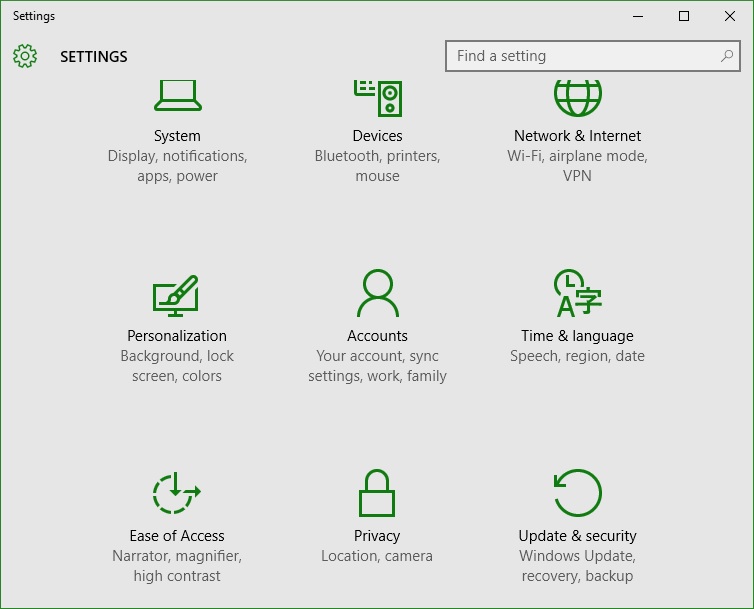 Settings
SETTINGS
Find a setting
System
Display, notifications,
apps, power
Devices
Bluetooth, printers,
mouse
Network & Internet
Wi-Fi, airplane mode,
VPN
Personalization
Background, lock
screen, colors
Accounts
Your account, sync
settings, work, family
A字
Time & language
Speech, region, date
Ease of Access
Narrator, magnifier,
high contrast
Privacy
Location, camera
Update & security
Windows Update,
recovery, backup